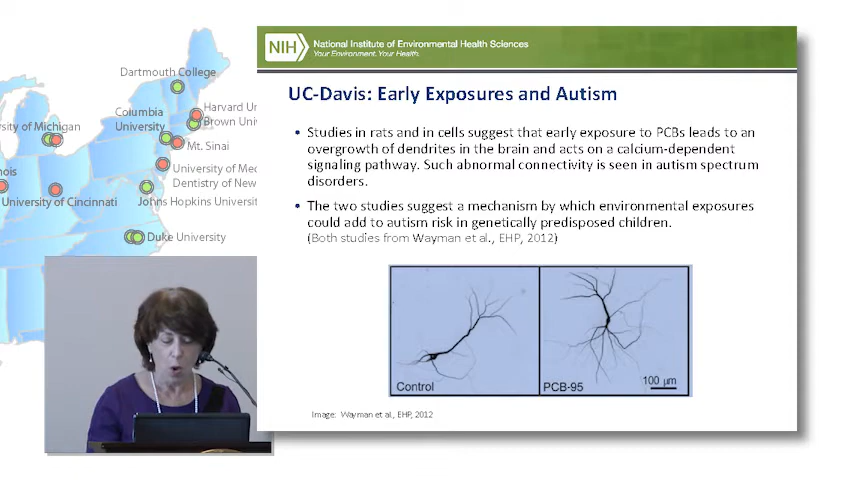 NIH
National Institute of Environmental Health Sciences
Your Environment. Your Health.
UC-Davis: Early Exposures and Autism
• Studies in rats and in cells suggest that early exposure to PCBs leads to an
overgrowth of dendrites in the brain and acts on a calcium-dependent
signaling pathway. Such abnormal connectivity is seen in autism spectrum
disorders.
• The two studies suggest a mechanism by which environmental exposures
could add to autism risk in genetically predisposed children.
(Both studies from Wayman et al., EHP, 2012)
Control
PCB-95
100 µm
Image: Wayman et al., EHP, 2012
Dartmouth College
Columbia
University
Harvard Un
Brown Univ
rsity of Michigan
Mt. Sinai
University of Med
Dentistry of New
nois
University of Cincinnati
Johns Hopkins Universit
Duke University